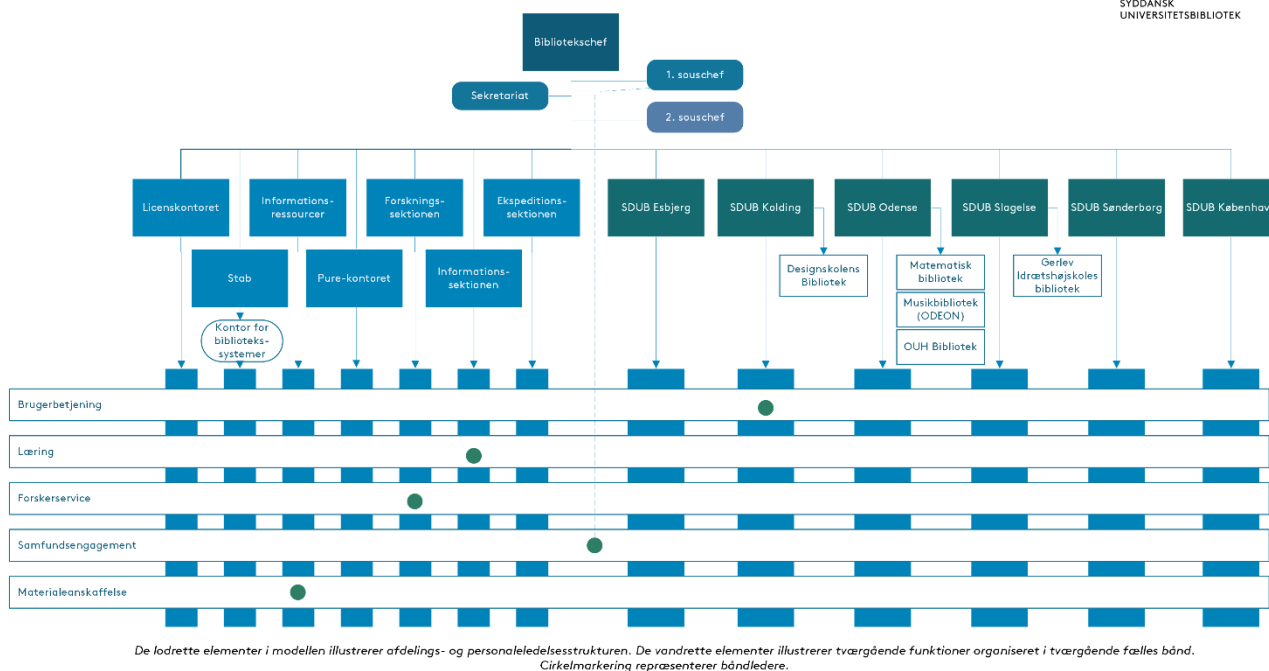 SYDDANSK
UNIVERSITETSBIBLIOTEK
Bibliotekschef
1. souschef
Sekretariat
2. souschef
Licenskontoret
Informations-
ressourcer
Forsknings-
sektionen
Ekspeditions-
sektionen
SDUB Esbjerg
SDUB Kolding
SDUB Odense
SDUB Slagelse
SDUB Sønderborg
SDUB Københav
Stab
Pure-kontoret
Informations-
sektionen
Designskolens
Bibliotek
Matematisk
bibliotek
Musikbibliotek
(ODEON)
OUH Bibliotek
Gerlev
Idrætshøjskoles
bibliotek
Kontor for
biblioteks-
systemer
Brugerbetjening
Læring
Forskerservice
Samfundsengagement
Materialeanskaffelse
De lodrette elementer i modellen illustrerer afdelings- og personaleledelsesstrukturen. De vandrette elementer illustrerer tværgående funktioner organiseret i tværgående fælles bånd.
Cirkelmarkering repræsenterer båndledere.